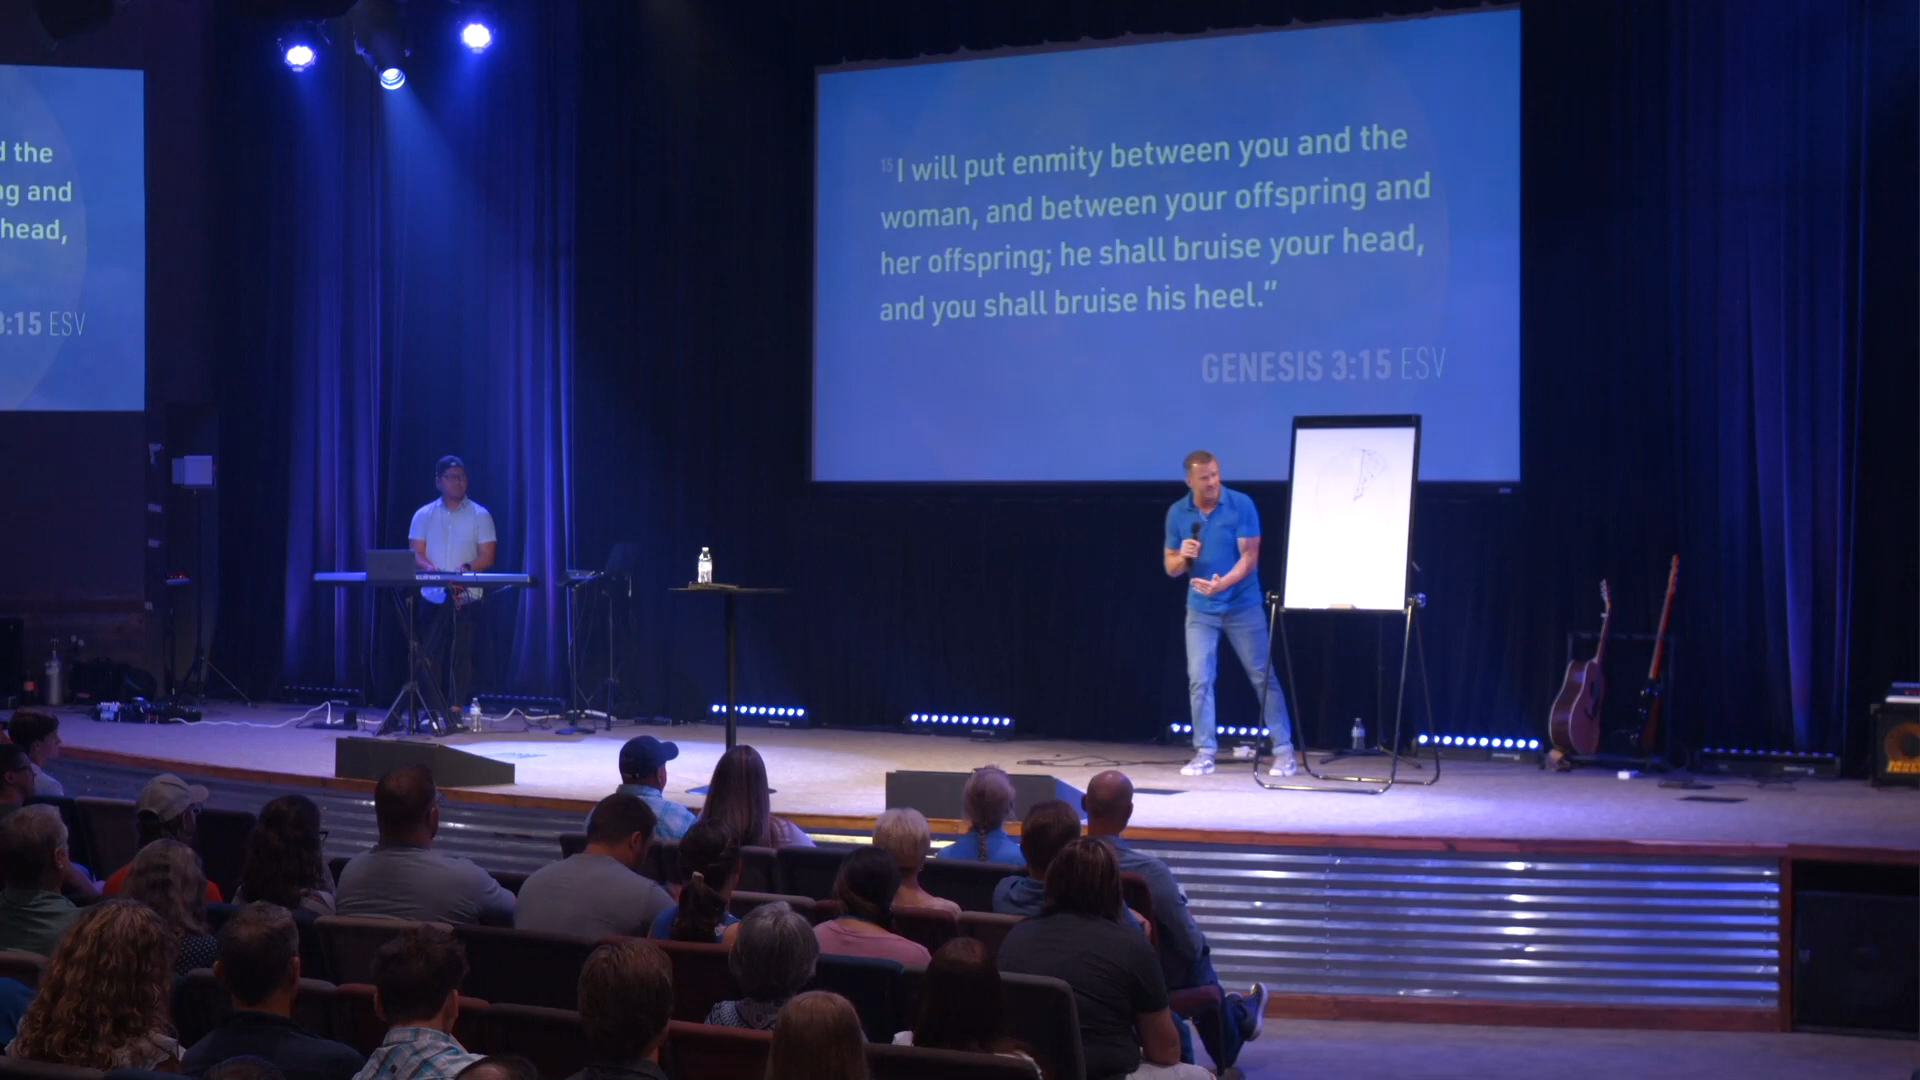 d the
ng and
head,
3:15 ESV
15 I will put enmity between you and the
woman, and between your offspring and
her offspring; he shall bruise your head,
and you shall bruise his heel.”
GENESIS 3:15 ESV